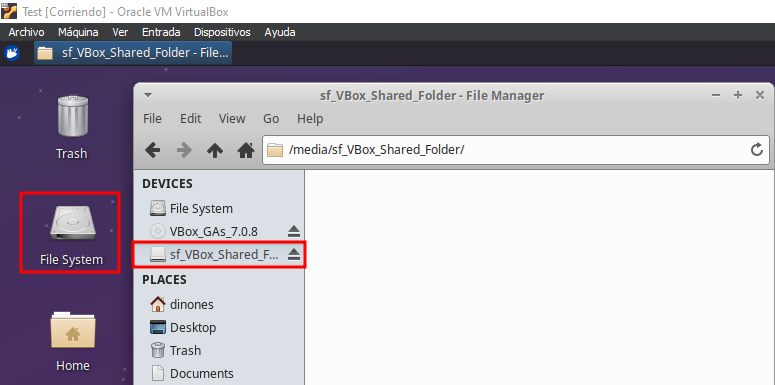 Test [Corriendo] - Oracle VM VirtualBox
Archivo Máquina Ver Entrada Dispositivos Ayuda
sf_VBox_Shared_Folder - File...
Trash
File System
Home
sf_VBox_Shared_Folder - File Manager
File Edit View Go Help
/media/sf_VBox_Shared_Folder/
DEVICES
File System
VBox_GAs_7.0.8
sf_VBox_Shared_F...
PLACES
dinones
Desktop
Trash
Documents